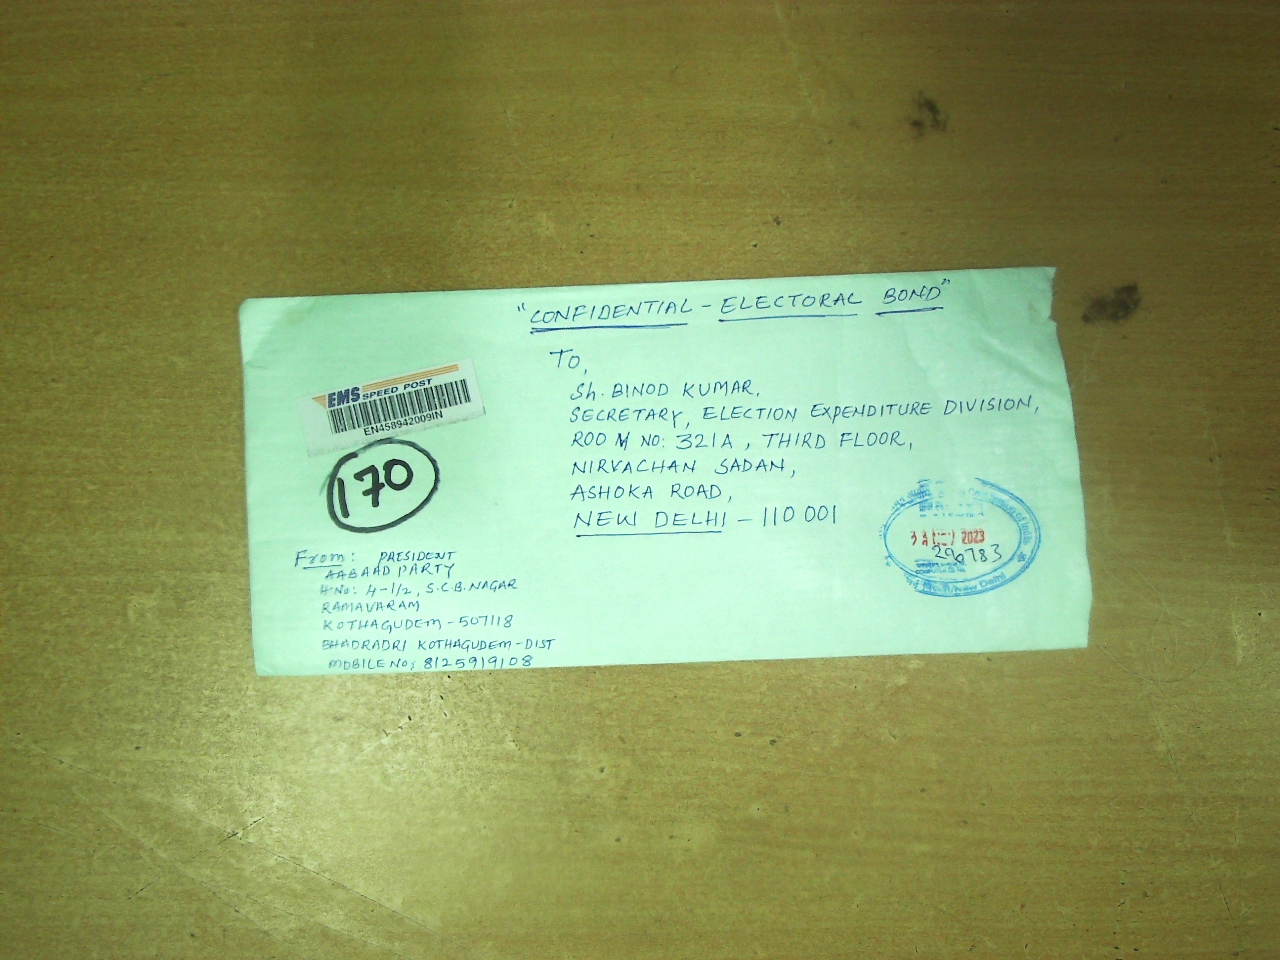 "CONFIDENTIAL - ELECTORAL BOND"
To,
Sh. BINOD KUMAR,
SECRETARY, ELECTION EXPENDITURE DIVISION,
ROOM NO: 321A, THIRD FLOOR,
NIRVACHAN SADAN,
ASHOKA ROAD,
NEW DELHI - 110 001
EMS SPEED POST
EN458942009IN
170
From: PRESIDENT
AABAAD PARTY
H.No: 4-1/2, S.C.B.NAGAR
RAMAVARAM
KOTHAGUDEM - 507118
BHADRADRI KOTHAGUDEM - DIST
MOBILE No: 8125919108
of India
2023
296783
New Delhi